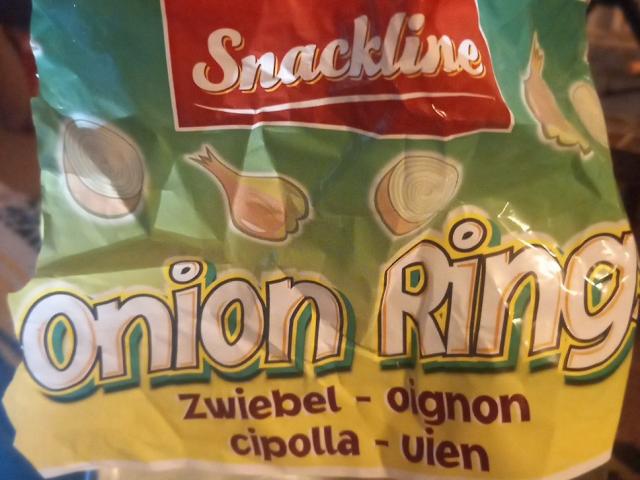 Snackline
Onion Ring
Zwiebel - oignon
cipolla - uien